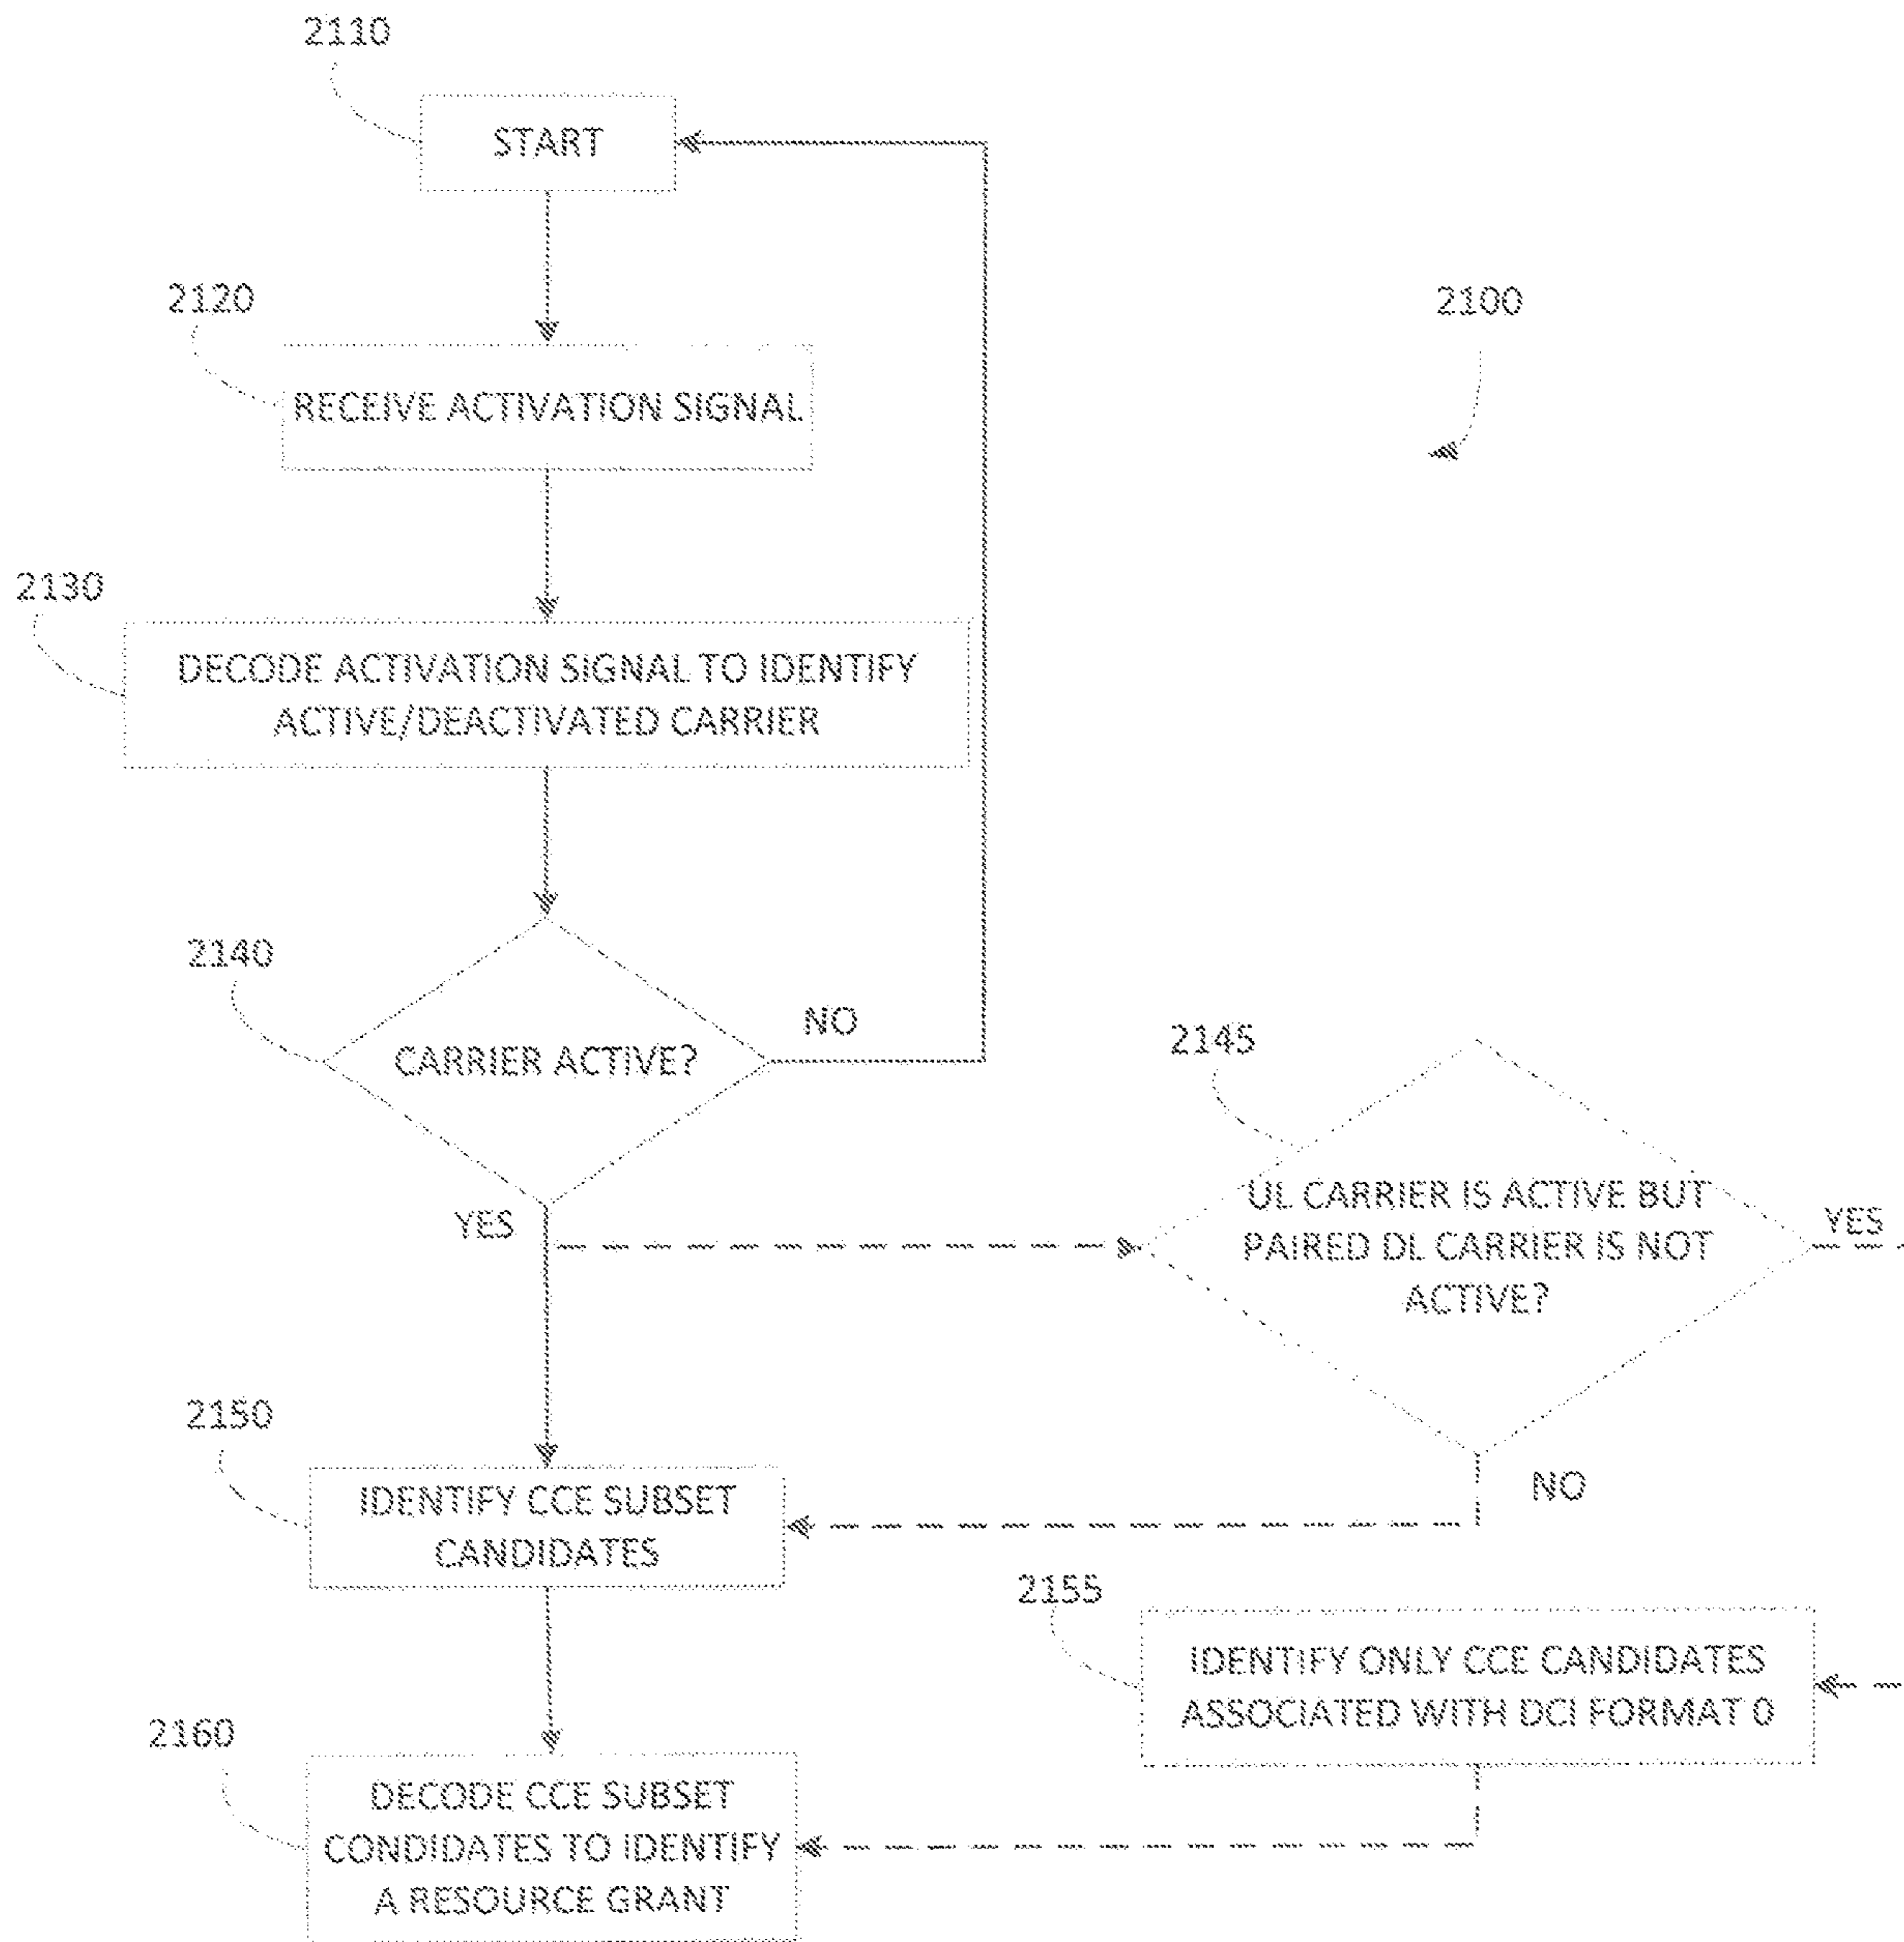 2110
START
2120
2100
RECEIVE ACTIVATION SIGNAL
2130
DECODE ACTIVATION SIGNAL TO IDENTIFY
ACTIVE/DEACTIVATED CARRIER
2140
NO
CARRIER ACTIVE?
2145
YES
UL CARRIER IS ACTIVE BUT
PAIRED DL CARRIER IS NOT
ACTIVE?
YES
2150
NO
IDENTIFY CCE SUBSET
CANDIDATES
2155
IDENTIFY ONLY CCE CANDIDATES
ASSOCIATED WITH DCI FORMAT 0
2160
DECODE CCE SUBSET
CONDIDATES TO IDENTIFY
A RESOURCE GRANT